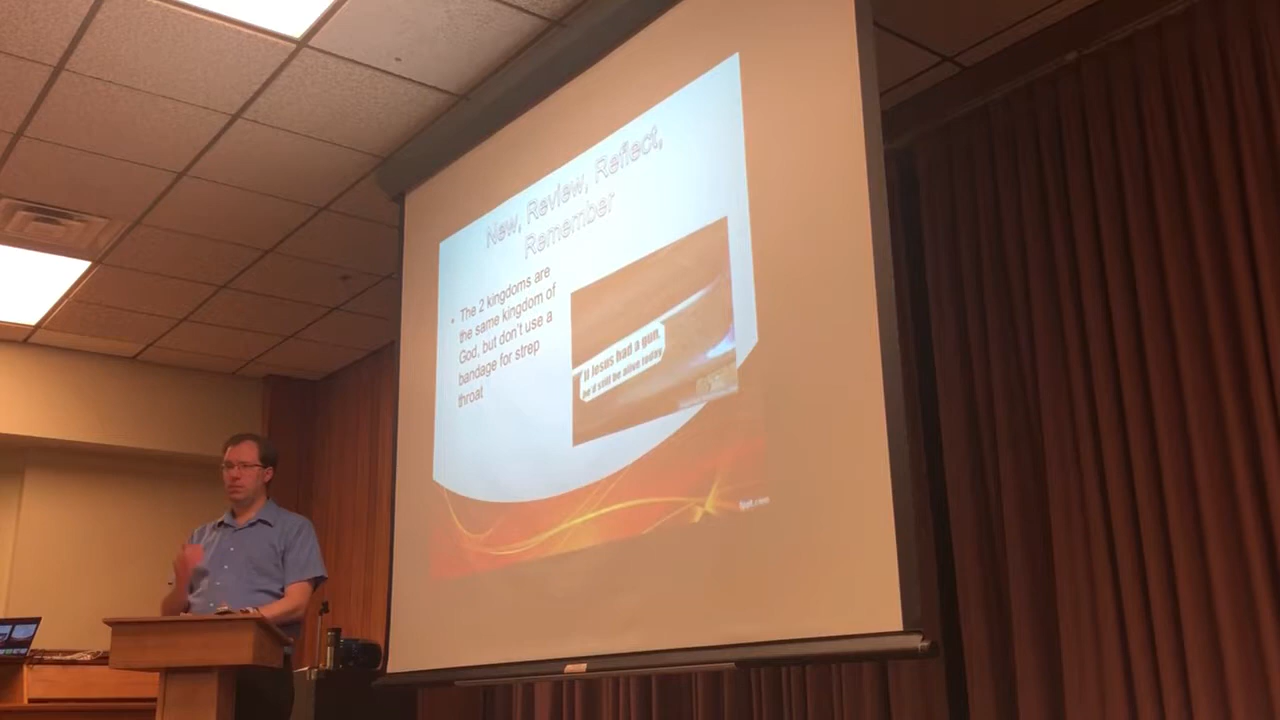 New, Review, Reflect,
Remember
• The 2 kingdoms are
the same kingdom of
God, but don't use a
bandage for strep
throat
If Jesus had a gun,
he'd still be alive today